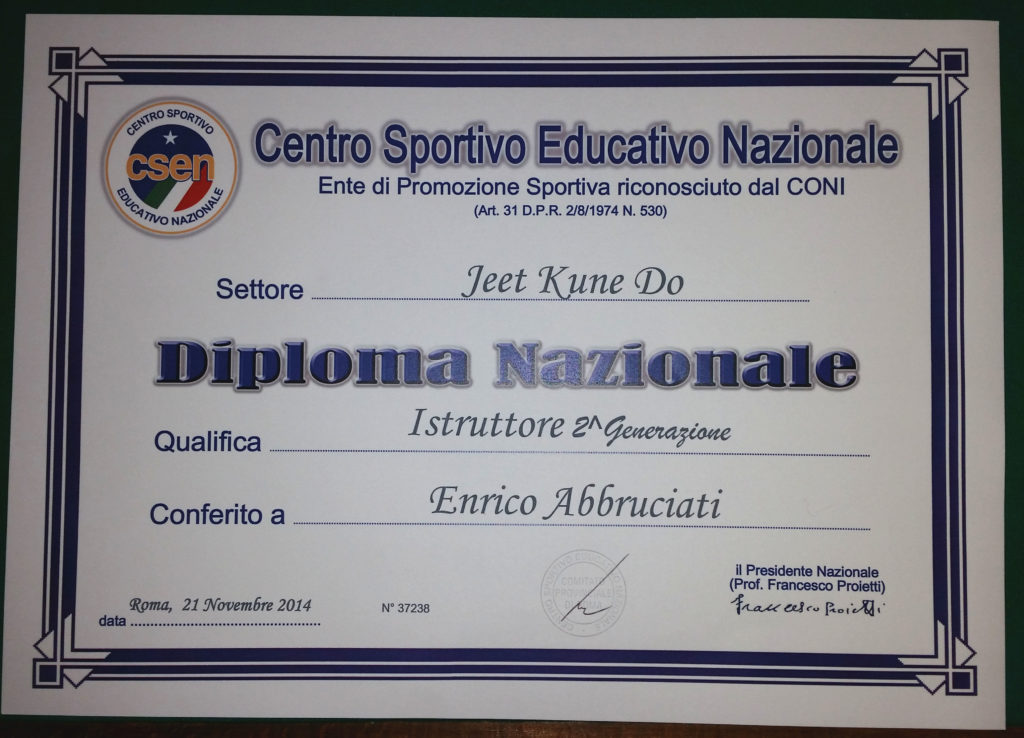 CENTRO SPORTIVO
csen
EDUCATIVO NAZIONALE
Centro Sportivo Educativo Nazionale
Ente di Promozione Sportiva riconosciuto dal CONI
(Art. 31 D.P.R. 2/8/1974 N. 530)
Settore Jeet Kune Do
Diploma Nazionale
Qualifica Istruttore 2^ Generazione
Conferito a Enrico Abbruciati
il Presidente Nazionale
(Prof. Francesco Proietti)
Francesco Proietti
data Roma, 21 Novembre 2014
N° 37238
COMITATO
PROVINCIALE